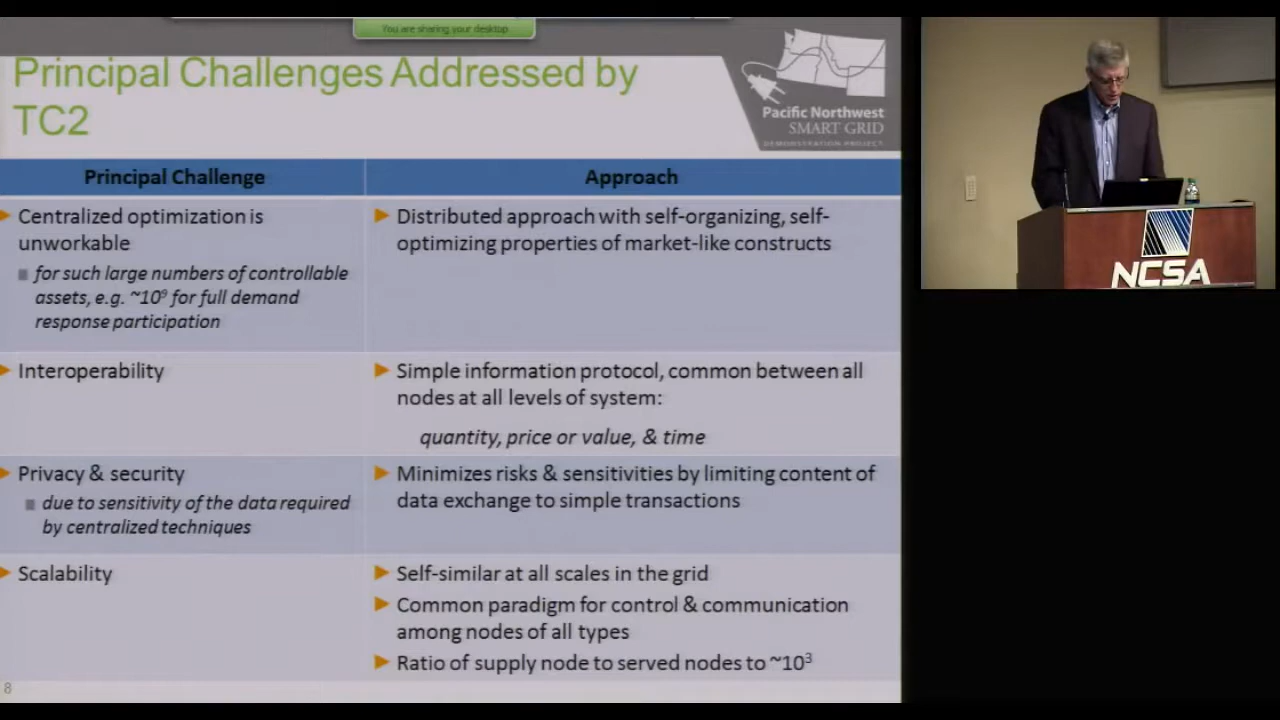 You are sharing your desktop
Principal Challenges Addressed by
TC2
Pacific Northwest
SMART GRID
DEMONSTRATION PROJECT
Principal Challenge
Approach
Centralized optimization is
unworkable
for such large numbers of controllable
assets, e.g. ~10⁹ for full demand
response participation
Distributed approach with self-organizing, self-
optimizing properties of market-like constructs
Interoperability
Simple information protocol, common between all
nodes at all levels of system:
quantity, price or value, & time
Privacy & security
due to sensitivity of the data required
by centralized techniques
Minimizes risks & sensitivities by limiting content of
data exchange to simple transactions
Scalability
Self-similar at all scales in the grid
Common paradigm for control & communication
among nodes of all types
Ratio of supply node to served nodes to ~10³
8
NCSA